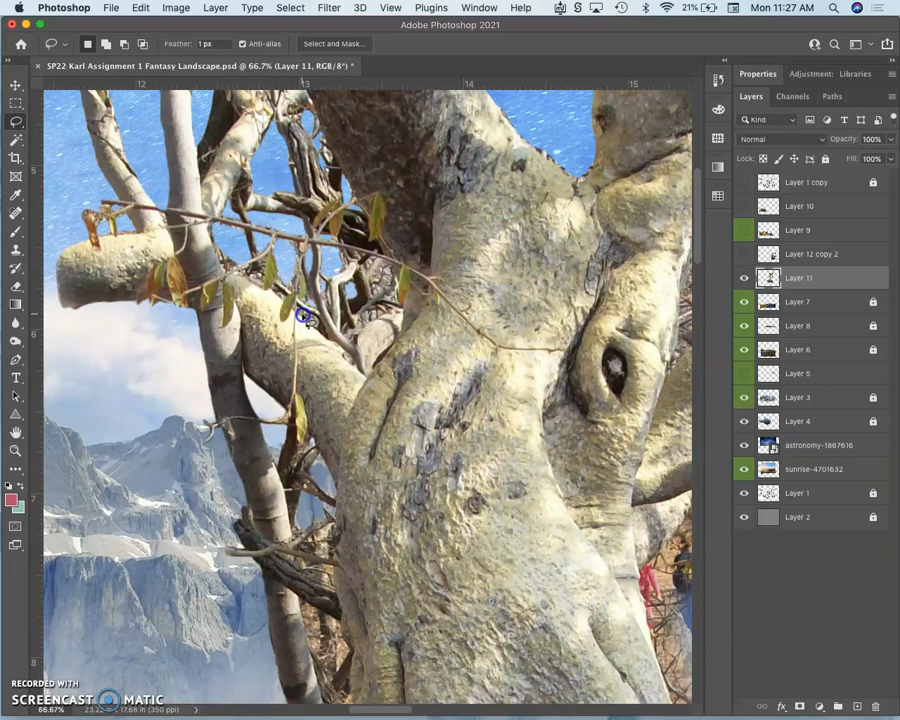 Photoshop File Edit Image Layer Type Select Filter 3D View Plugins Window Help 21% Mon 11:27 AM
Adobe Photoshop 2021
Feather: 1 px Anti-alias Select and Mask...
× SP22 Karl Assignment 1 Fantasy Landscape.psd @ 66.7% (Layer 11, RGB/8*) *
12 13 14 15
5
6
7
8
Properties Adjustment: Libraries
Layers Channels Paths
Kind
Normal Opacity: 100%
Lock: Fill: 100%
Layer 1 copy
Layer 10
Layer 9
Layer 12 copy 2
Layer 11
Layer 7
Layer 8
Layer 6
Layer 5
Layer 3
Layer 4
astronomy-1867616
sunrise-4701632
Layer 1
Layer 2
fx
RECORDED WITH
SCREENCAST MATIC
66.67%